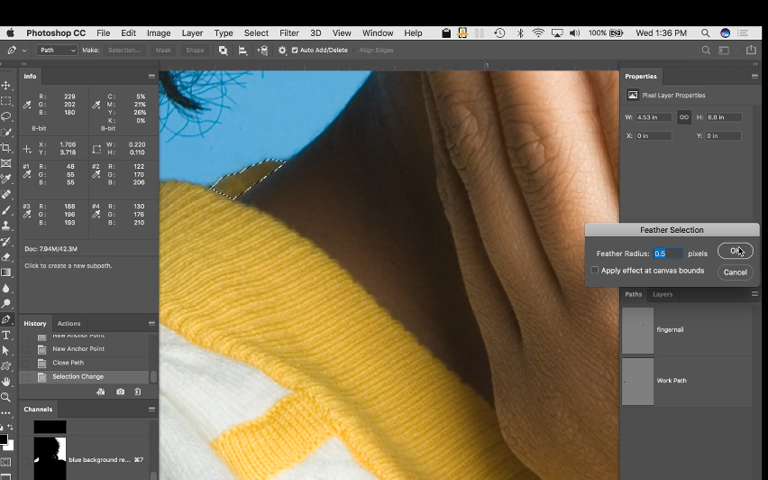 Photoshop CC File Edit Image Layer Type Select Filter 3D View Window Help 100% Wed 1:36 PM
Path Make: Selection... Mask Shape Auto Add/Delete Align Edges
Info
R: 229 C: 5%
G: 202 M: 21%
B: 180 Y: 26%
K: 0%
8-bit 8-bit
X: 1.706 W: 0.220
Y: 3.718 H: 0.110
#1 R: 48 #2 R: 122
G: 55 G: 170
B: 55 B: 206
#3 R: 188 #4 R: 130
G: 196 G: 176
B: 193 B: 210
Doc: 7.94M/42.3M
Click to create a new subpath.
History Actions
New Anchor Point
New Anchor Point
Close Path
Selection Change
Channels
blue background re... ⌘7
Properties
Pixel Layer Properties
W: 4.53 in H: 6.8 in
X: 0 in Y: 0 in
Feather Selection
Feather Radius: 0.5 pixels OK
Apply effect at canvas bounds Cancel
Paths Layers
fingernail
Work Path